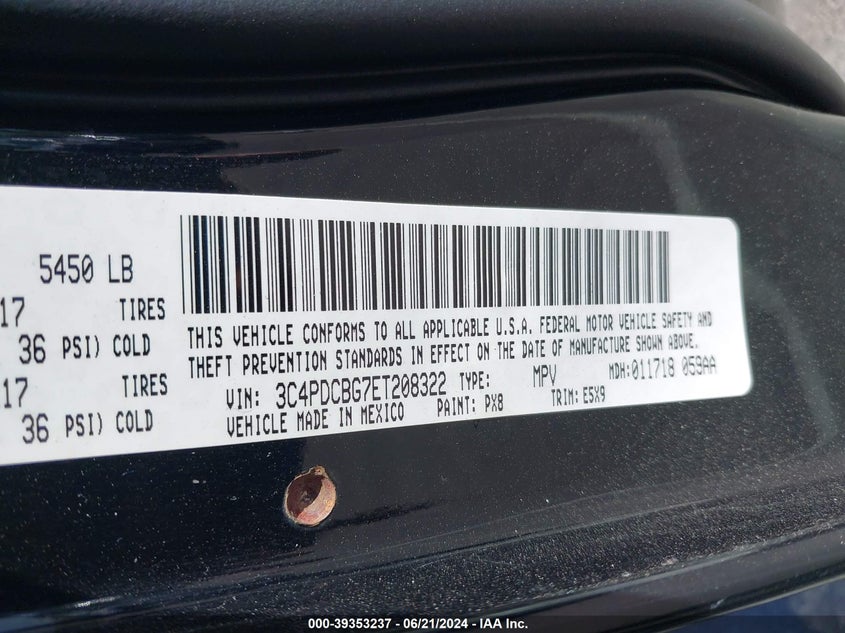 5450 LB
17 TIRES
36 PSI) COLD
17 TIRES
36 PSI) COLD
THIS VEHICLE CONFORMS TO ALL APPLICABLE U.S.A. FEDERAL MOTOR VEHICLE SAFETY AND
THEFT PREVENTION STANDARDS IN EFFECT ON THE DATE OF MANUFACTURE SHOWN ABOVE.
VIN: 3C4PDCBG7ET208322 TYPE: MPV MDH:011718 059AA
VEHICLE MADE IN MEXICO PAINT: PX8 TRIM: E5X9
000-39353237 - 06/21/2024 - IAA Inc.